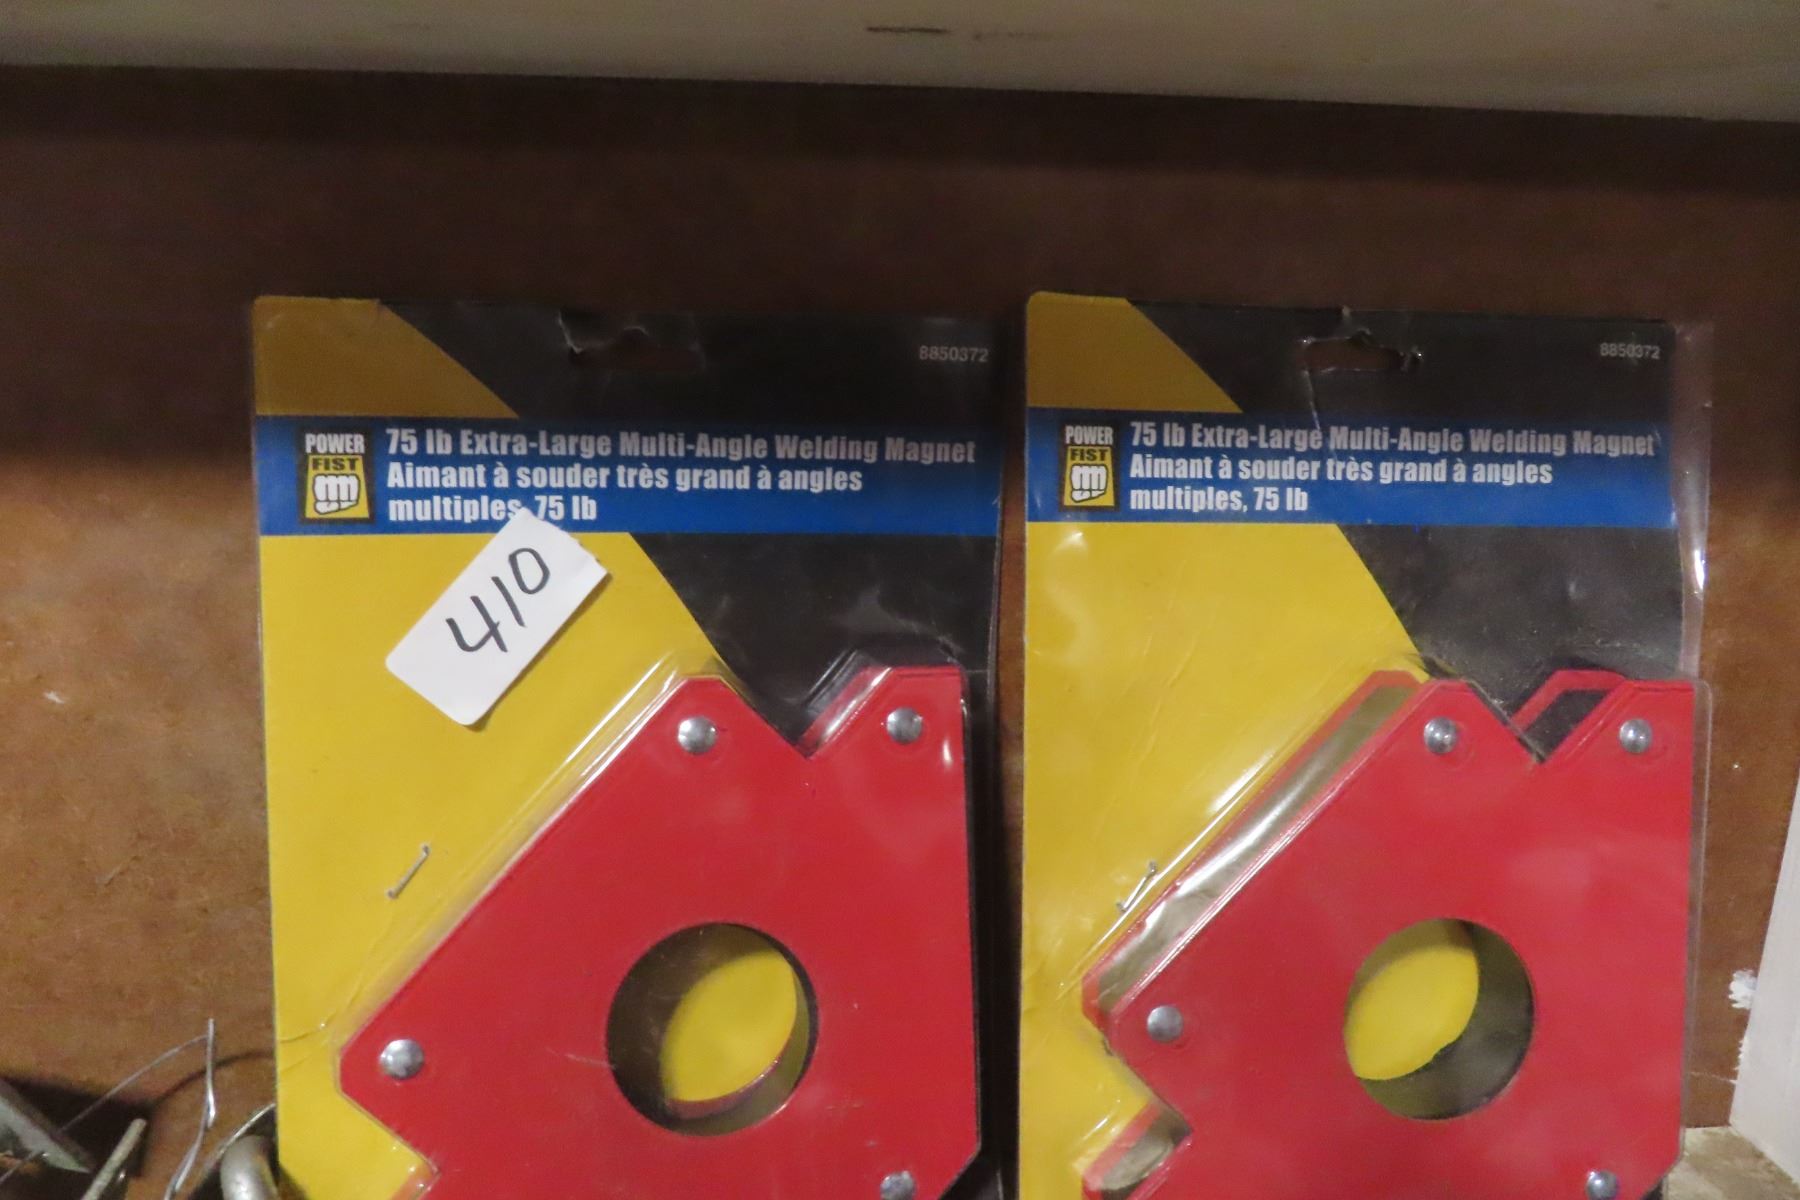 8850372
POWER
FIST
75 lb Extra-Large Multi-Angle Welding Magnet
Aimant à souder très grand à angles
multiples, 75 lb
410
8850372
POWER
FIST
75 lb Extra-Large Multi-Angle Welding Magnet
Aimant à souder très grand à angles
multiples, 75 lb